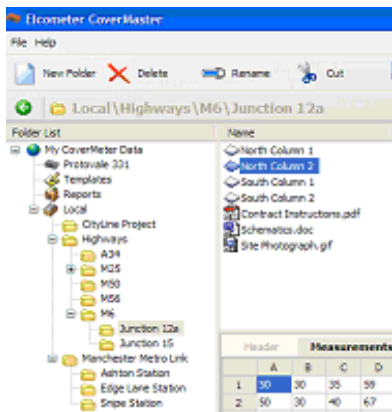 Elcometer CoverMaster
File Help
New Folder Delete Rename Cut
Local\Highways\M6\Junction 12a
Folder List Name
My CoverMeter Data
Protovale 331
Templates
Reports
Local
CityLine Project
Highways
A34
M25
M50
M56
M6
Junction 12a
Junction 15
Manchester Metro Link
Ashton Station
Edge Lane Station
Snipe Station
North Column 1
North Column 2
South Column 1
South Column 2
Contract Instructions.pdf
Schematics.doc
Site Photograph.gif
Header Measurements
A B C D
1 30 30 35 59
2 50 30 40 67